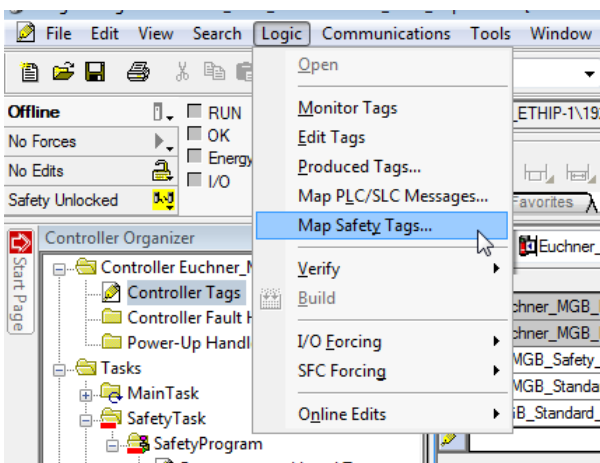 File Edit View Search Logic Communications Tools Window
Open
Offline
RUN
No Forces
OK
No Edits
Energy
I/O
Safety Unlocked
Monitor Tags
Edit Tags
Produced Tags...
Map PLC/SLC Messages...
Map Safety Tags...
Verify
Build
I/O Forcing
SFC Forcing
Online Edits
_ETHIP-1\19
Favorites
Euchner_
chner_MGB_
chner_MGB_
MGB_Safety_
MGB_Standa
B_Standard_
Start Page
Controller Organizer
Controller Euchner_M
Controller Tags
Controller Fault H
Power-Up Handl
Tasks
MainTask
SafetyTask
SafetyProgram